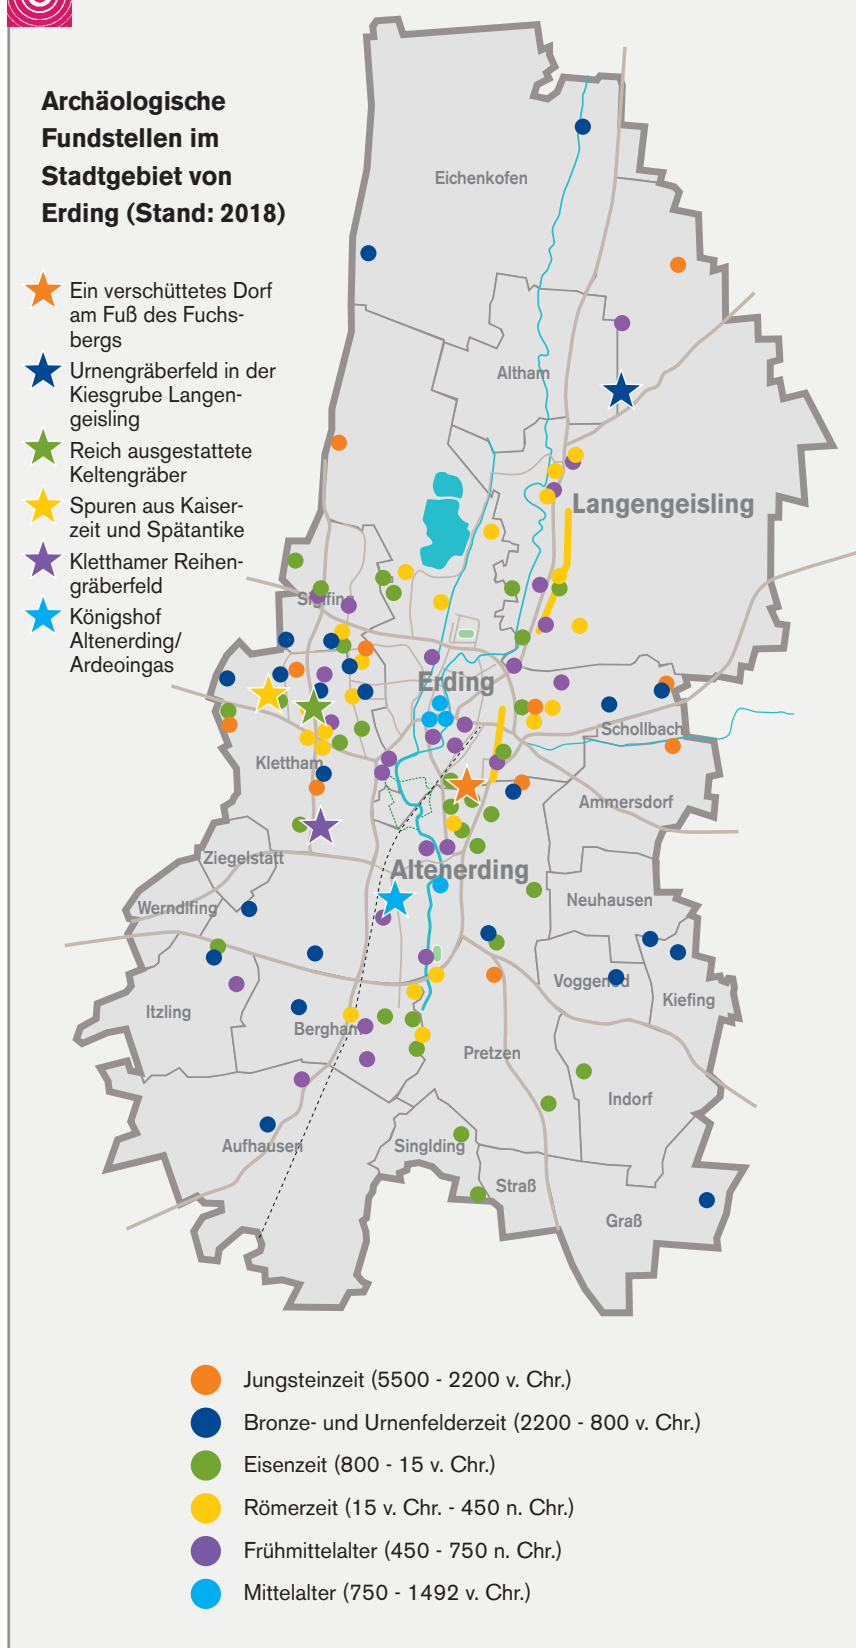 Archäologische
Fundstellen im
Stadtgebiet von
Erding (Stand: 2018)
Ein verschüttetes Dorf
am Fuß des Fuchs-
bergs
Urnengräberfeld in der
Kiesgrube Langen-
geisling
Reich ausgestattete
Keltengräber
Spuren aus Kaiser-
zeit und Spätantike
Kletthamer Reihen-
gräberfeld
Königshof
Altenerding/
Ardeoingas
Eichenkofen
Altham
Langengeisling
Siglfing
Erding
Schollbach
Klettham
Ammersdorf
Ziegelstatt
Altenerding
Neuhausen
Werndlfing
Voggenöd
Kiefing
Itzling
Bergham
Pretzen
Indorf
Aufhausen
Singlding
Straß
Graß
Jungsteinzeit (5500 - 2200 v. Chr.)
Bronze- und Urnenfelderzeit (2200 - 800 v. Chr.)
Eisenzeit (800 - 15 v. Chr.)
Römerzeit (15 v. Chr. - 450 n. Chr.)
Frühmittelalter (450 - 750 n. Chr.)
Mittelalter (750 - 1492 v. Chr.)